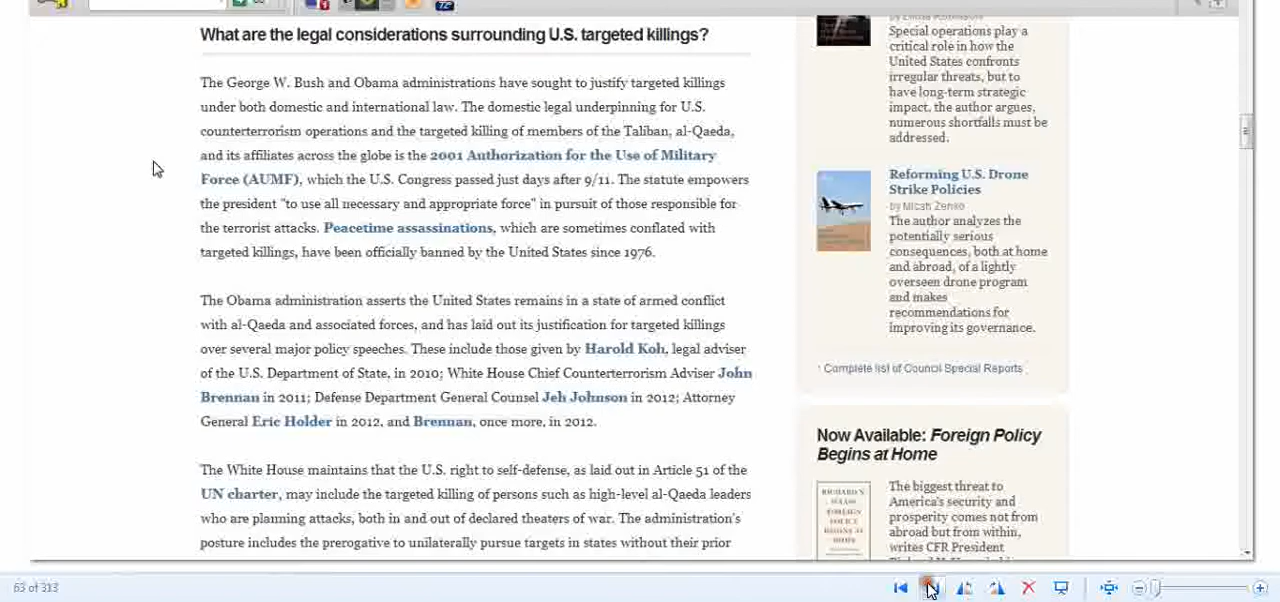 What are the legal considerations surrounding U.S. targeted killings?
The George W. Bush and Obama administrations have sought to justify targeted killings
under both domestic and international law. The domestic legal underpinning for U.S.
counterterrorism operations and the targeted killing of members of the Taliban, al-Qaeda,
and its affiliates across the globe is the 2001 Authorization for the Use of Military
Force (AUMF), which the U.S. Congress passed just days after 9/11. The statute empowers
the president "to use all necessary and appropriate force" in pursuit of those responsible for
the terrorist attacks. Peacetime assassinations, which are sometimes conflated with
targeted killings, have been officially banned by the United States since 1976.
The Obama administration asserts the United States remains in a state of armed conflict
with al-Qaeda and associated forces, and has laid out its justification for targeted killings
over several major policy speeches. These include those given by Harold Koh, legal adviser
of the U.S. Department of State, in 2010; White House Chief Counterterrorism Adviser John
Brennan in 2011; Defense Department General Counsel Jeh Johnson in 2012; Attorney
General Eric Holder in 2012, and Brennan, once more, in 2012.
The White House maintains that the U.S. right to self-defense, as laid out in Article 51 of the
UN charter, may include the targeted killing of persons such as high-level al-Qaeda leaders
who are planning attacks, both in and out of declared theaters of war. The administration's
posture includes the prerogative to unilaterally pursue targets in states without their prior
Special operations play a
critical role in how the
United States confronts
irregular threats, but to
have long-term strategic
impact, the author argues,
numerous shortfalls must be
addressed.
Reforming U.S. Drone
Strike Policies
by Micah Zenko
The author analyzes the
potentially serious
consequences, both at home
and abroad, of a lightly
overseen drone program
and makes
recommendations for
improving its governance.
Complete list of Council Special Reports
Now Available: Foreign Policy
Begins at Home
RICHARD N.
HAASS
FOREIGN
POLICY
BEGINS AT
HOME
The biggest threat to
America's security and
prosperity comes not from
abroad but from within,
writes CFR President
63 of 313